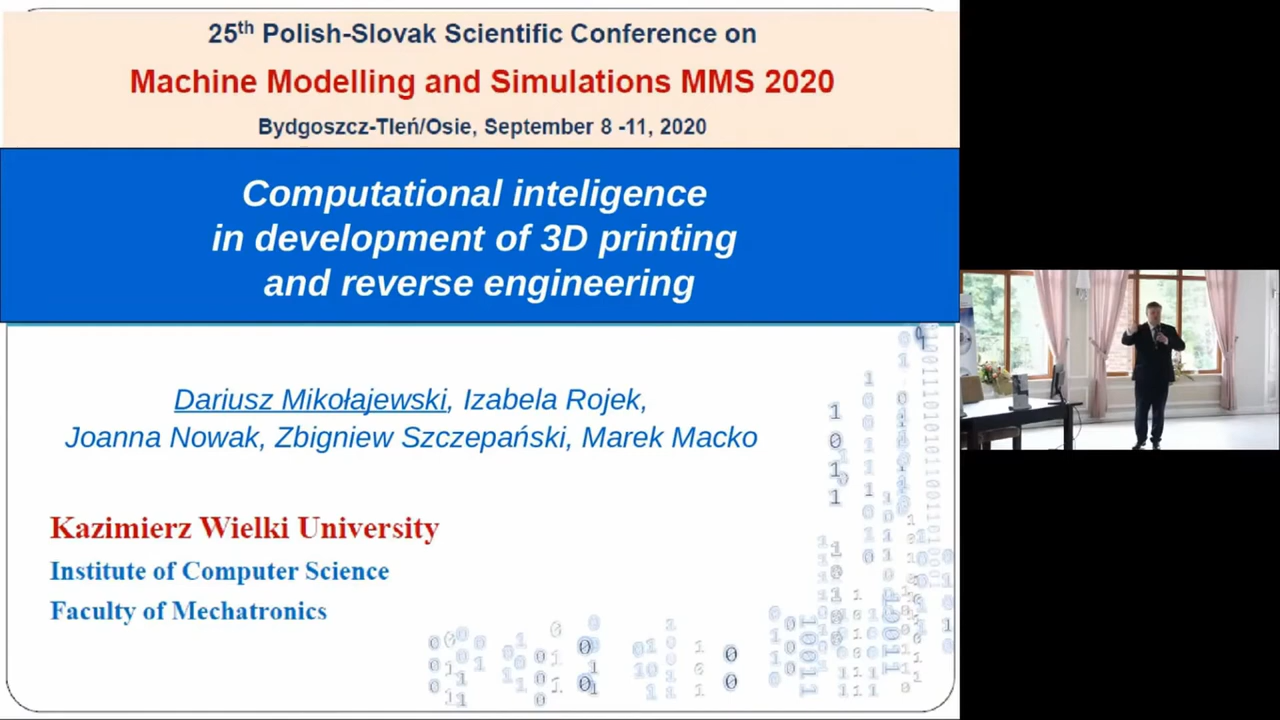 25th Polish-Slovak Scientific Conference on
Machine Modelling and Simulations MMS 2020
Bydgoszcz-Tleń/Osie, September 8 -11, 2020
Computational inteligence
in development of 3D printing
and reverse engineering
Dariusz Mikołajewski, Izabela Rojek,
Joanna Nowak, Zbigniew Szczepański, Marek Macko
Kazimierz Wielki University
Institute of Computer Science
Faculty of Mechatronics